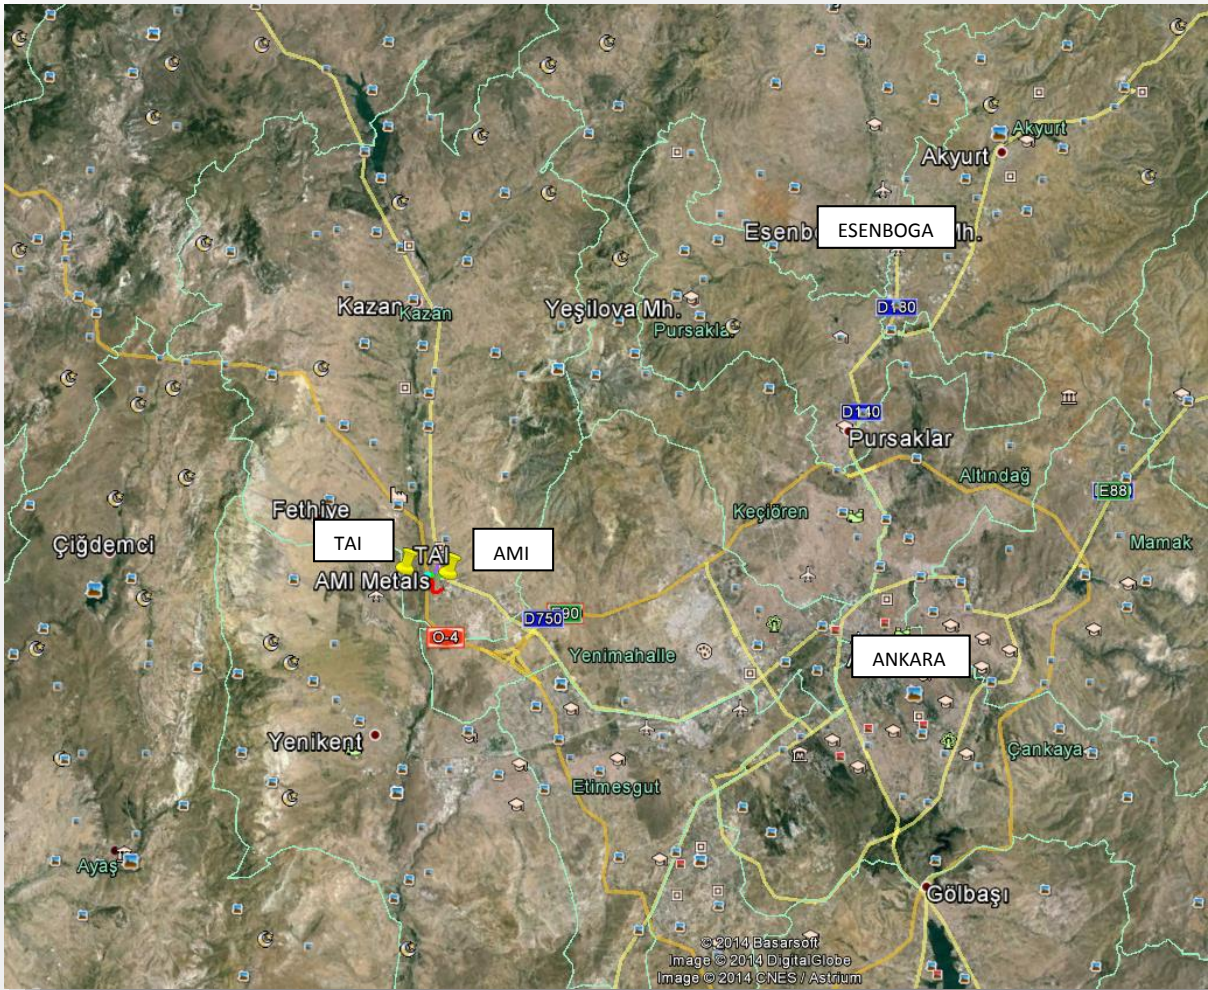 Akyurt
Akyurt
ESENBOGA
Esenb
Mh.
Kazan
Kazan
Yeşilova Mh.
Pursakla
D180
D140
Pursaklar
Altındağ
E88
Keçiören
Fethiye
TAI
TAI
AMI
Çiğdemci
Mamak
AMI Metals
D750
E90
O-4
Yenimahalle
ANKARA
Yenikent
Çankaya
Etimesgut
Ayaş
Gölbaşı
© 2014 Basarsoft
Image © 2014 DigitalGlobe
Image © 2014 CNES / Astrium